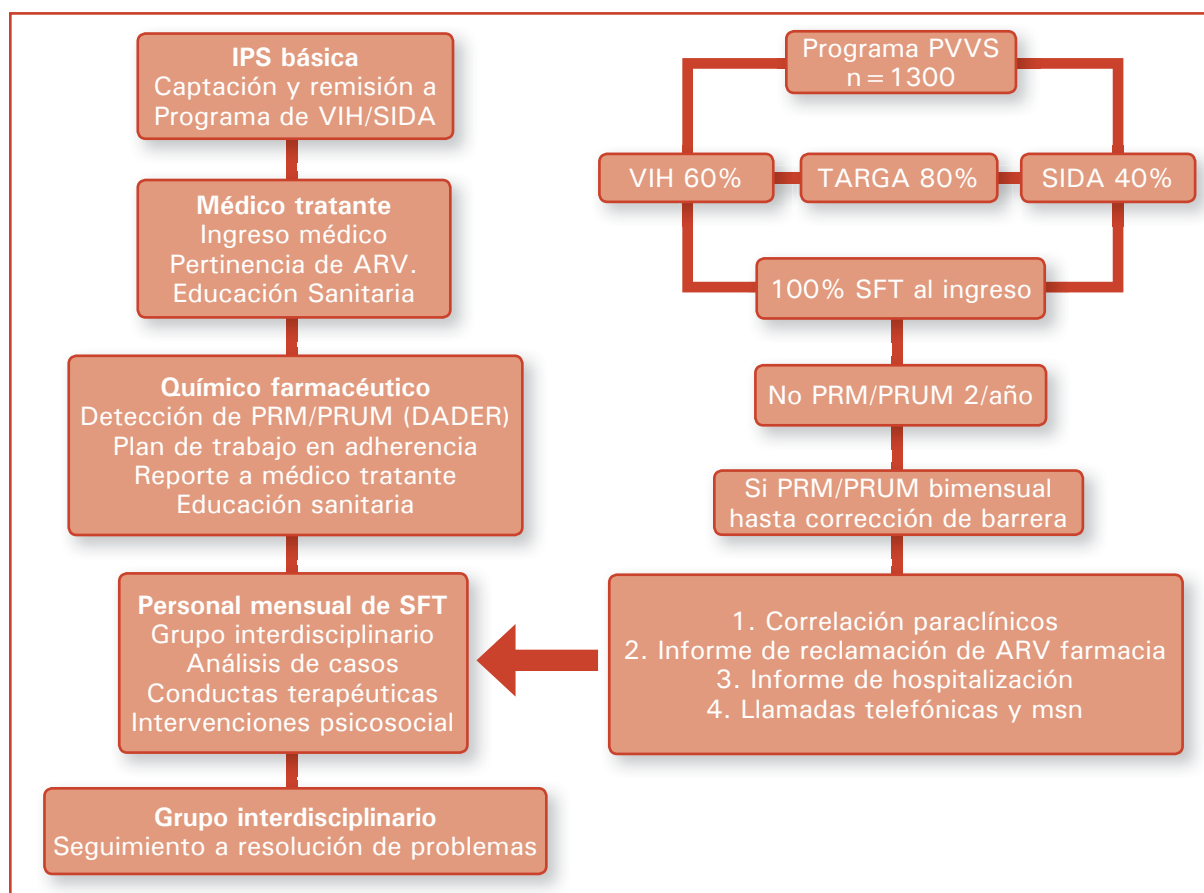 IPS básica
Captación y remisión a
Programa de VIH/SIDA
Médico tratante
Ingreso médico
Pertinencia de ARV.
Educación Sanitaria
Químico farmacéutico
Detección de PRM/PRUM (DADER)
Plan de trabajo en adherencia
Reporte a médico tratante
Educación sanitaria
Personal mensual de SFT
Grupo interdisciplinario
Análisis de casos
Conductas terapéuticas
Intervenciones psicosocial
Grupo interdisciplinario
Seguimiento a resolución de problemas
Programa PVVS
n=1300
VIH 60%
TARGA 80%
SIDA 40%
100% SFT al ingreso
No PRM/PRUM 2/año
Si PRM/PRUM bimensual
hasta corrección de barrera
1. Correlación paraclínicos
2. Informe de reclamación de ARV farmacia
3. Informe de hospitalización
4. Llamadas telefónicas y msn